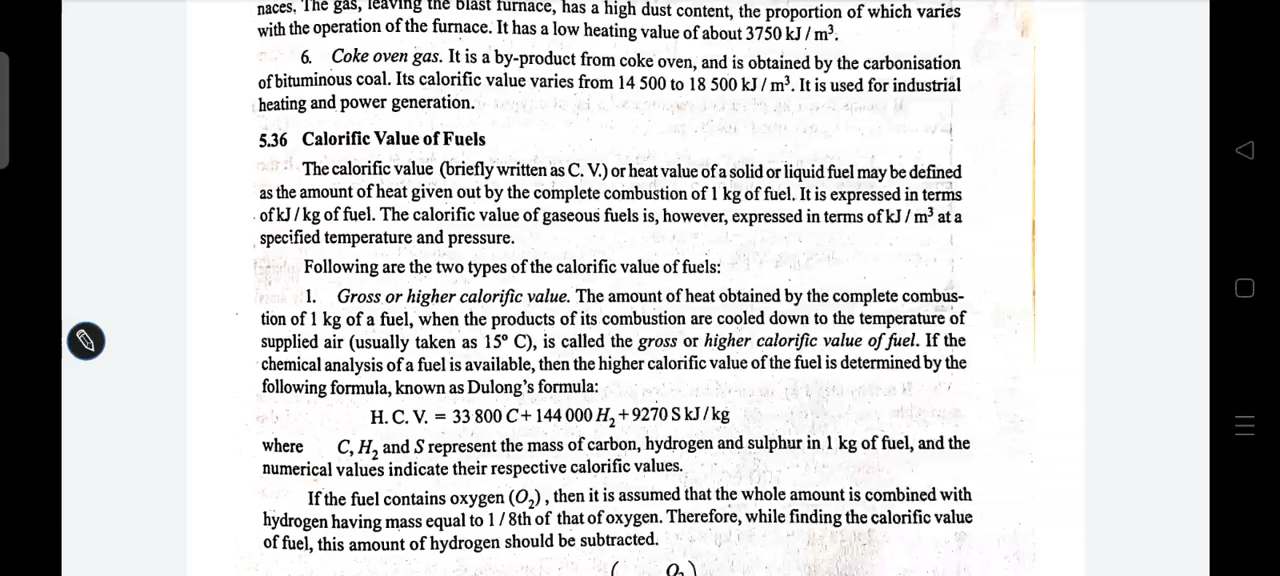 naces. The gas, leaving the blast furnace, has a high dust content, the proportion of which varies
with the operation of the furnace. It has a low heating value of about 3750 kJ / m³.
6. Coke oven gas. It is a by-product from coke oven, and is obtained by the carbonisation
of bituminous coal. Its calorific value varies from 14 500 to 18 500 kJ / m³. It is used for industrial
heating and power generation.
5.36 Calorific Value of Fuels
The calorific value (briefly written as C. V.) or heat value of a solid or liquid fuel may be defined
as the amount of heat given out by the complete combustion of 1 kg of fuel. It is expressed in terms
of kJ / kg of fuel. The calorific value of gaseous fuels is, however, expressed in terms of kJ / m³ at a
specified temperature and pressure.
Following are the two types of the calorific value of fuels:
1. Gross or higher calorific value. The amount of heat obtained by the complete combus-
tion of 1 kg of a fuel, when the products of its combustion are cooled down to the temperature of
supplied air (usually taken as 15° C), is called the gross or higher calorific value of fuel. If the
chemical analysis of a fuel is available, then the higher calorific value of the fuel is determined by the
following formula, known as Dulong's formula:
H. C. V. = 33 800 C + 144 000 H₂ + 9270 S kJ / kg
where C, H₂ and S represent the mass of carbon, hydrogen and sulphur in 1 kg of fuel, and the
numerical values indicate their respective calorific values.
If the fuel contains oxygen (O₂), then it is assumed that the whole amount is combined with
hydrogen having mass equal to 1 / 8th of that of oxygen. Therefore, while finding the calorific value
of fuel, this amount of hydrogen should be subtracted.
( O₂ )